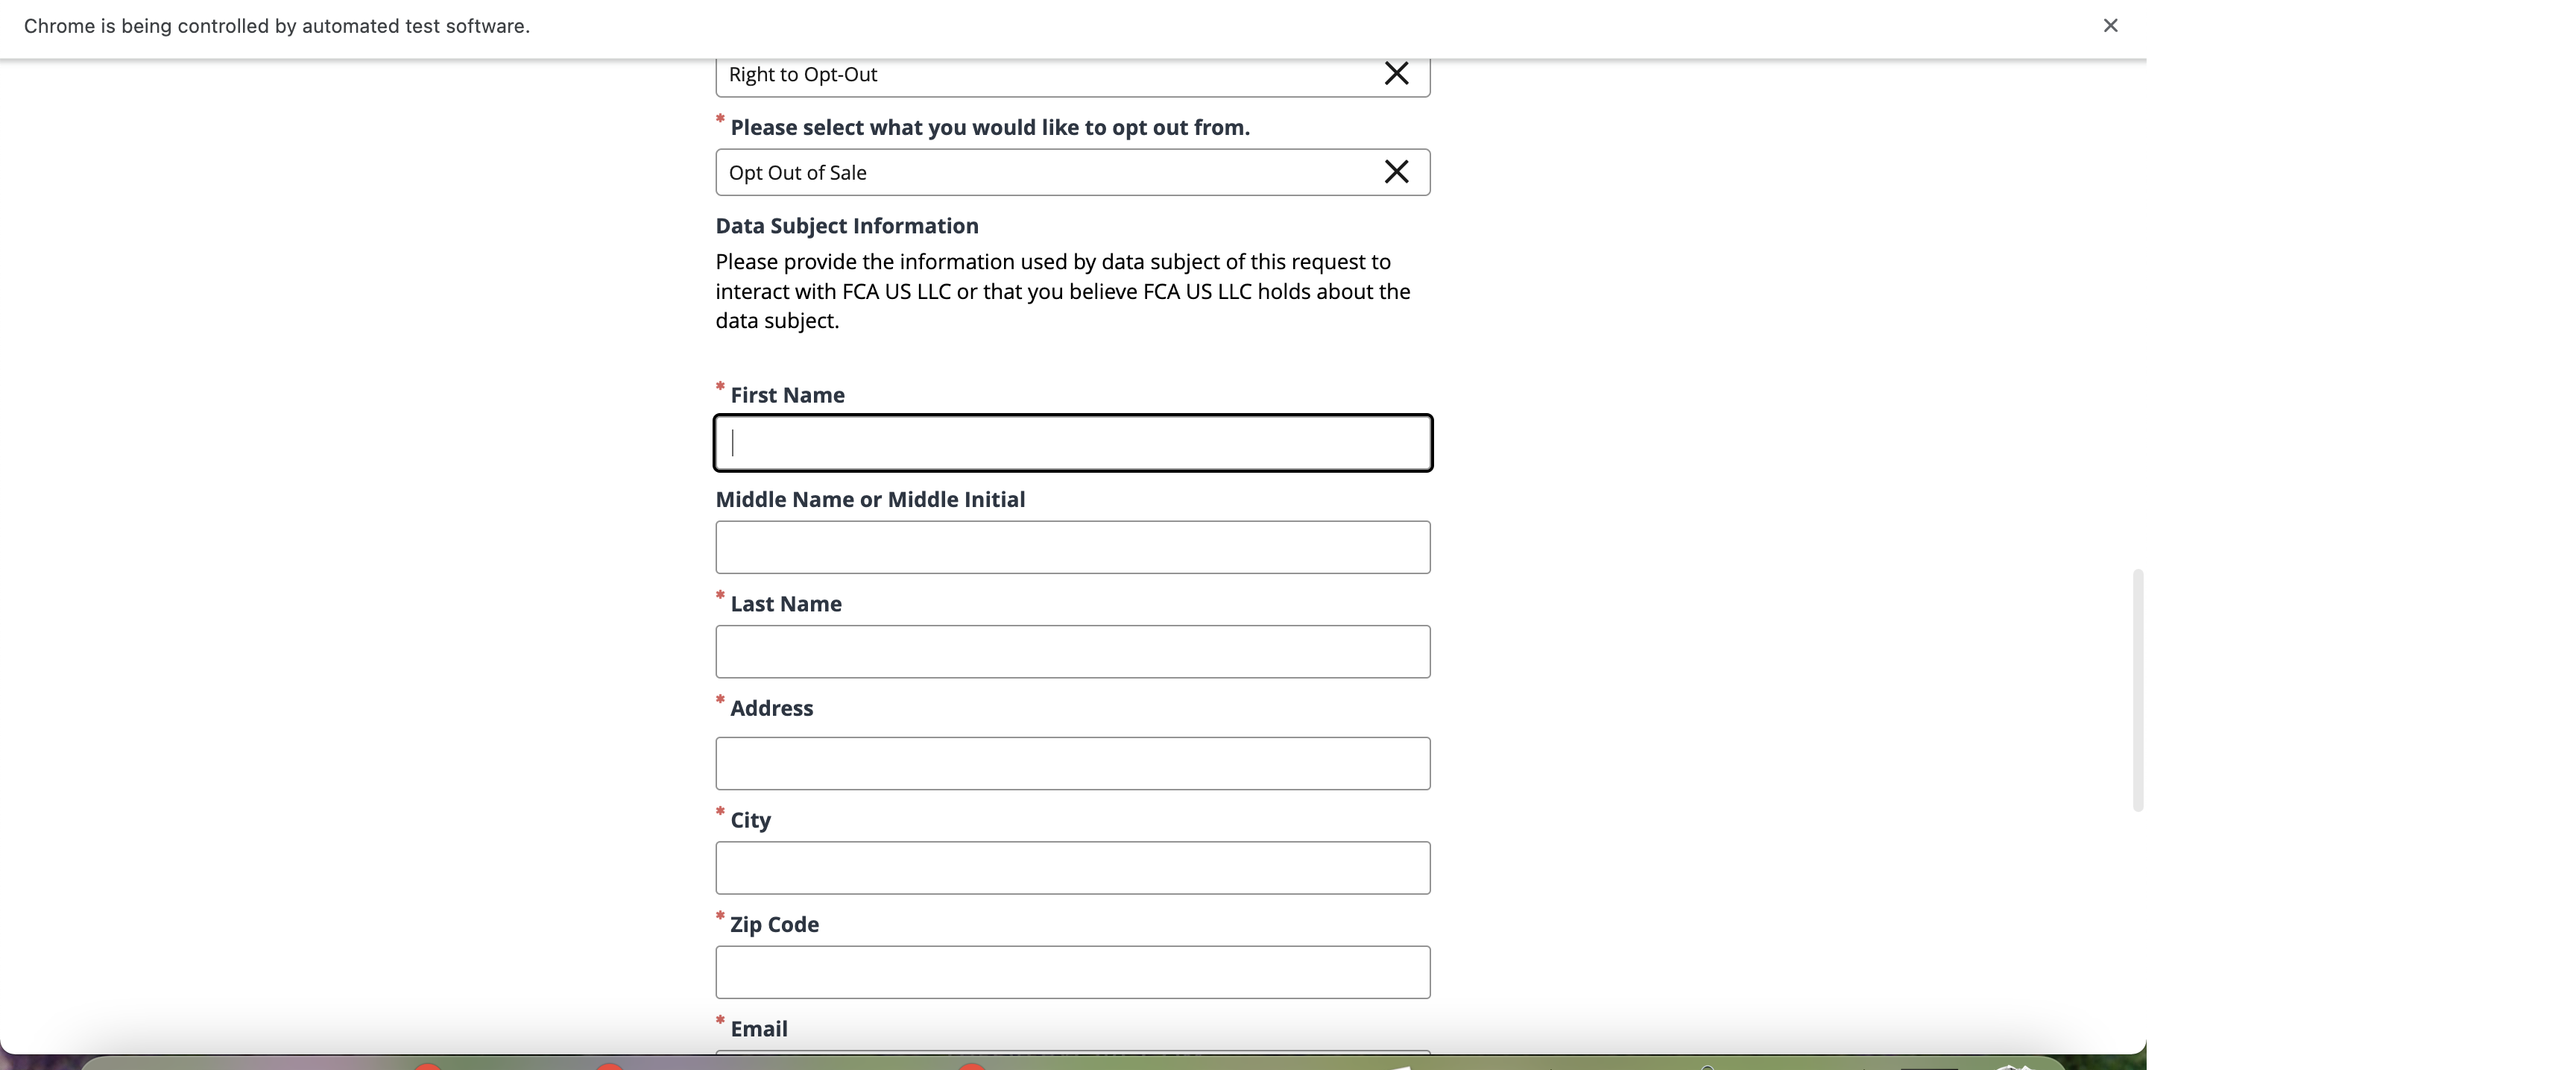 Chrome is being controlled by automated test software.
Right to Opt-Out
* Please select what you would like to opt out from.
Opt Out of Sale
Data Subject Information
Please provide the information used by data subject of this request to
interact with FCA US LLC or that you believe FCA US LLC holds about the
data subject.
* First Name
Middle Name or Middle Initial
* Last Name
* Address
* City
* Zip Code
* Email